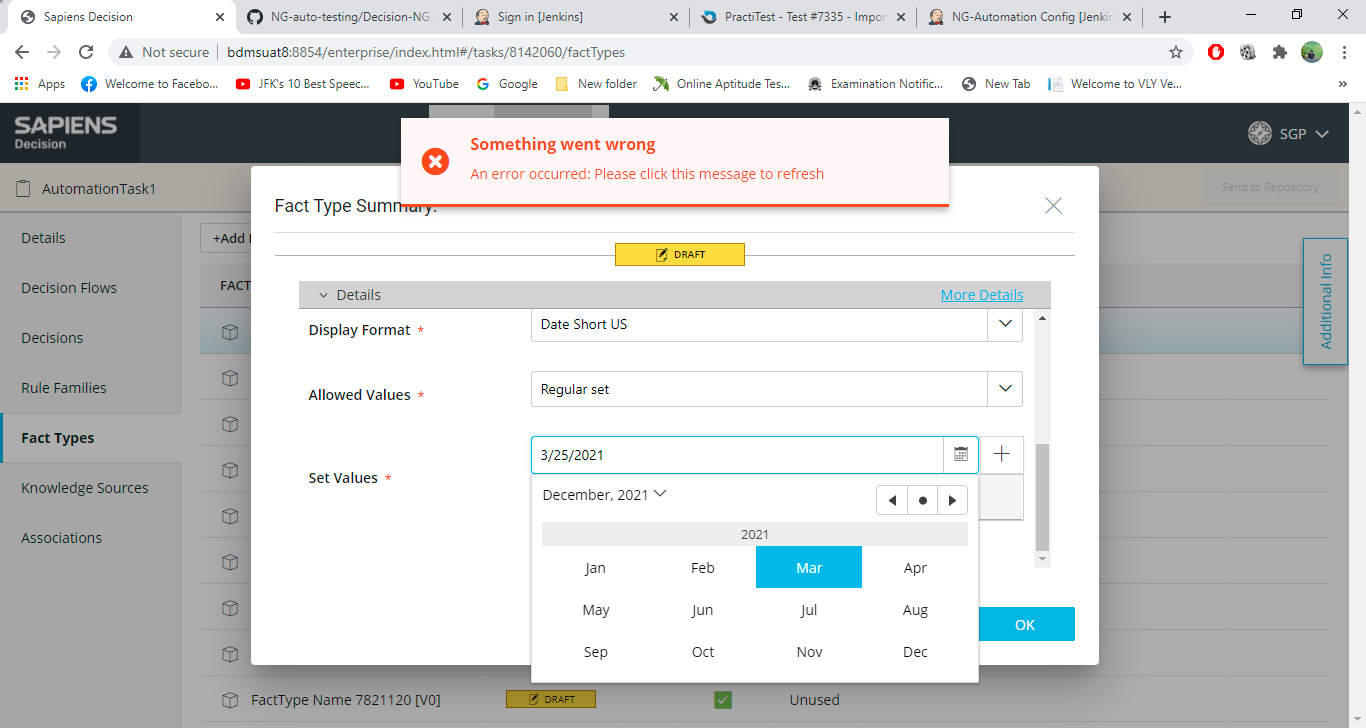 Sapiens Decision
NG-auto-testing/Decision-NG-
Sign in [Jenkins]
PractiTest - Test #7335 - Impor
NG-Automation Config [Jenkin
Not secure
bdmsuat8:8854/enterprise/index.html#/tasks/8142060/factTypes
Apps
Welcome to Facebo...
JFK's 10 Best Speec...
YouTube
Google
New folder
Online Aptitude Tes...
Examination Notific...
New Tab
Welcome to VLY Ve...
»
SAPIENS
Decision
SGP
Something went wrong
An error occurred: Please click this message to refresh
AutomationTask1
Send to Repository
Fact Type Summary:
Details
Decision Flows
Decisions
Rule Families
Fact Types
Knowledge Sources
Associations
+Add
FACT
DRAFT
Details
More Details
Display Format *
Date Short US
Allowed Values *
Regular set
Set Values *
3/25/2021
December, 2021
2021
Jan Feb Mar Apr
May Jun Jul Aug
Sep Oct Nov Dec
OK
Additional Info
FactType Name 7821120 [V0]
DRAFT
Unused